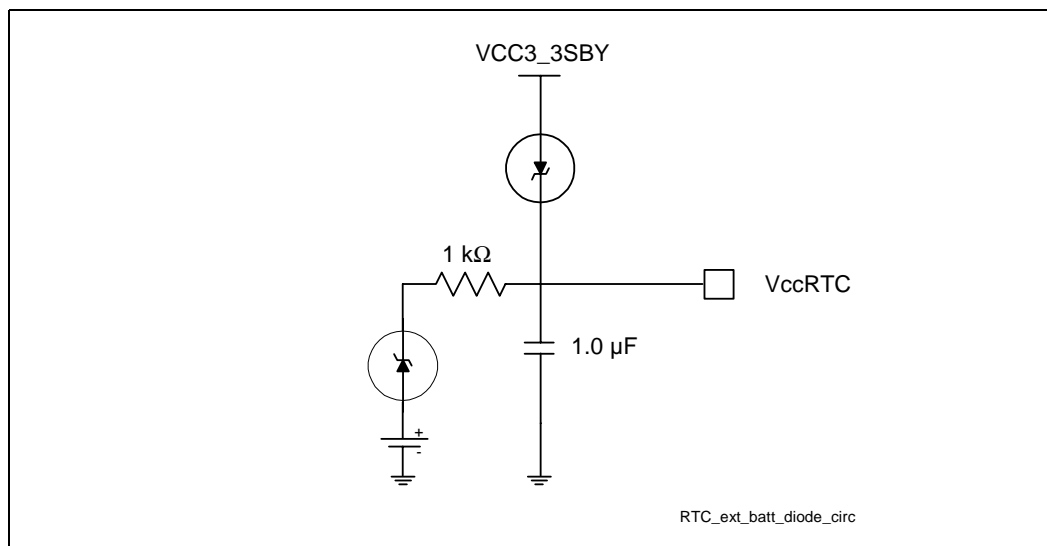 VCC3_3SBY
1 kΩ
VccRTC
1.0 µF
+
-
RTC_ext_batt_diode_circ